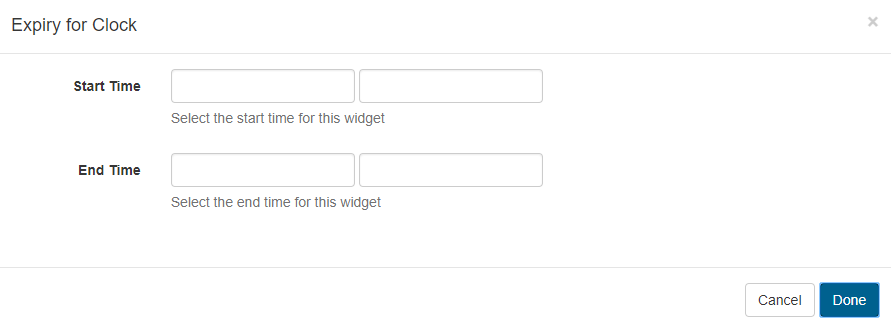 Expiry for Clock
×
Start Time
Select the start time for this widget
End Time
Select the end time for this widget
Cancel
Done